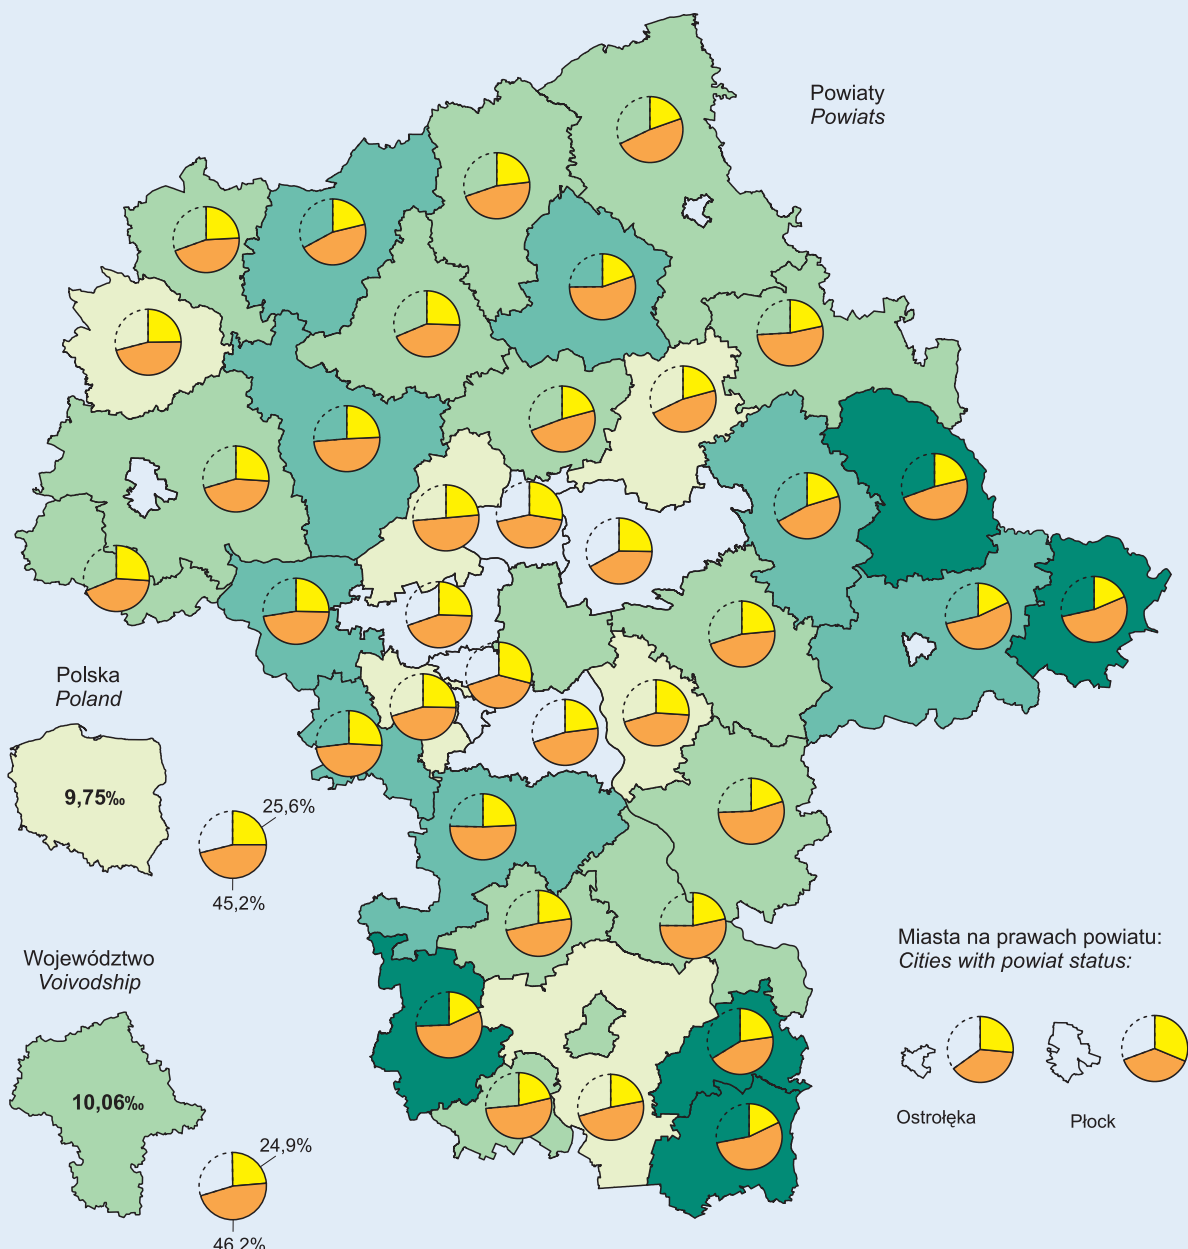 Powiaty
Powiats
Polska
Poland
9,75‰
25,6%
45,2%
Województwo
Voivodship
10,06‰
24,9%
46,2%
Miasta na prawach powiatu:
Cities with powiat status:
Ostrołęka
Płock